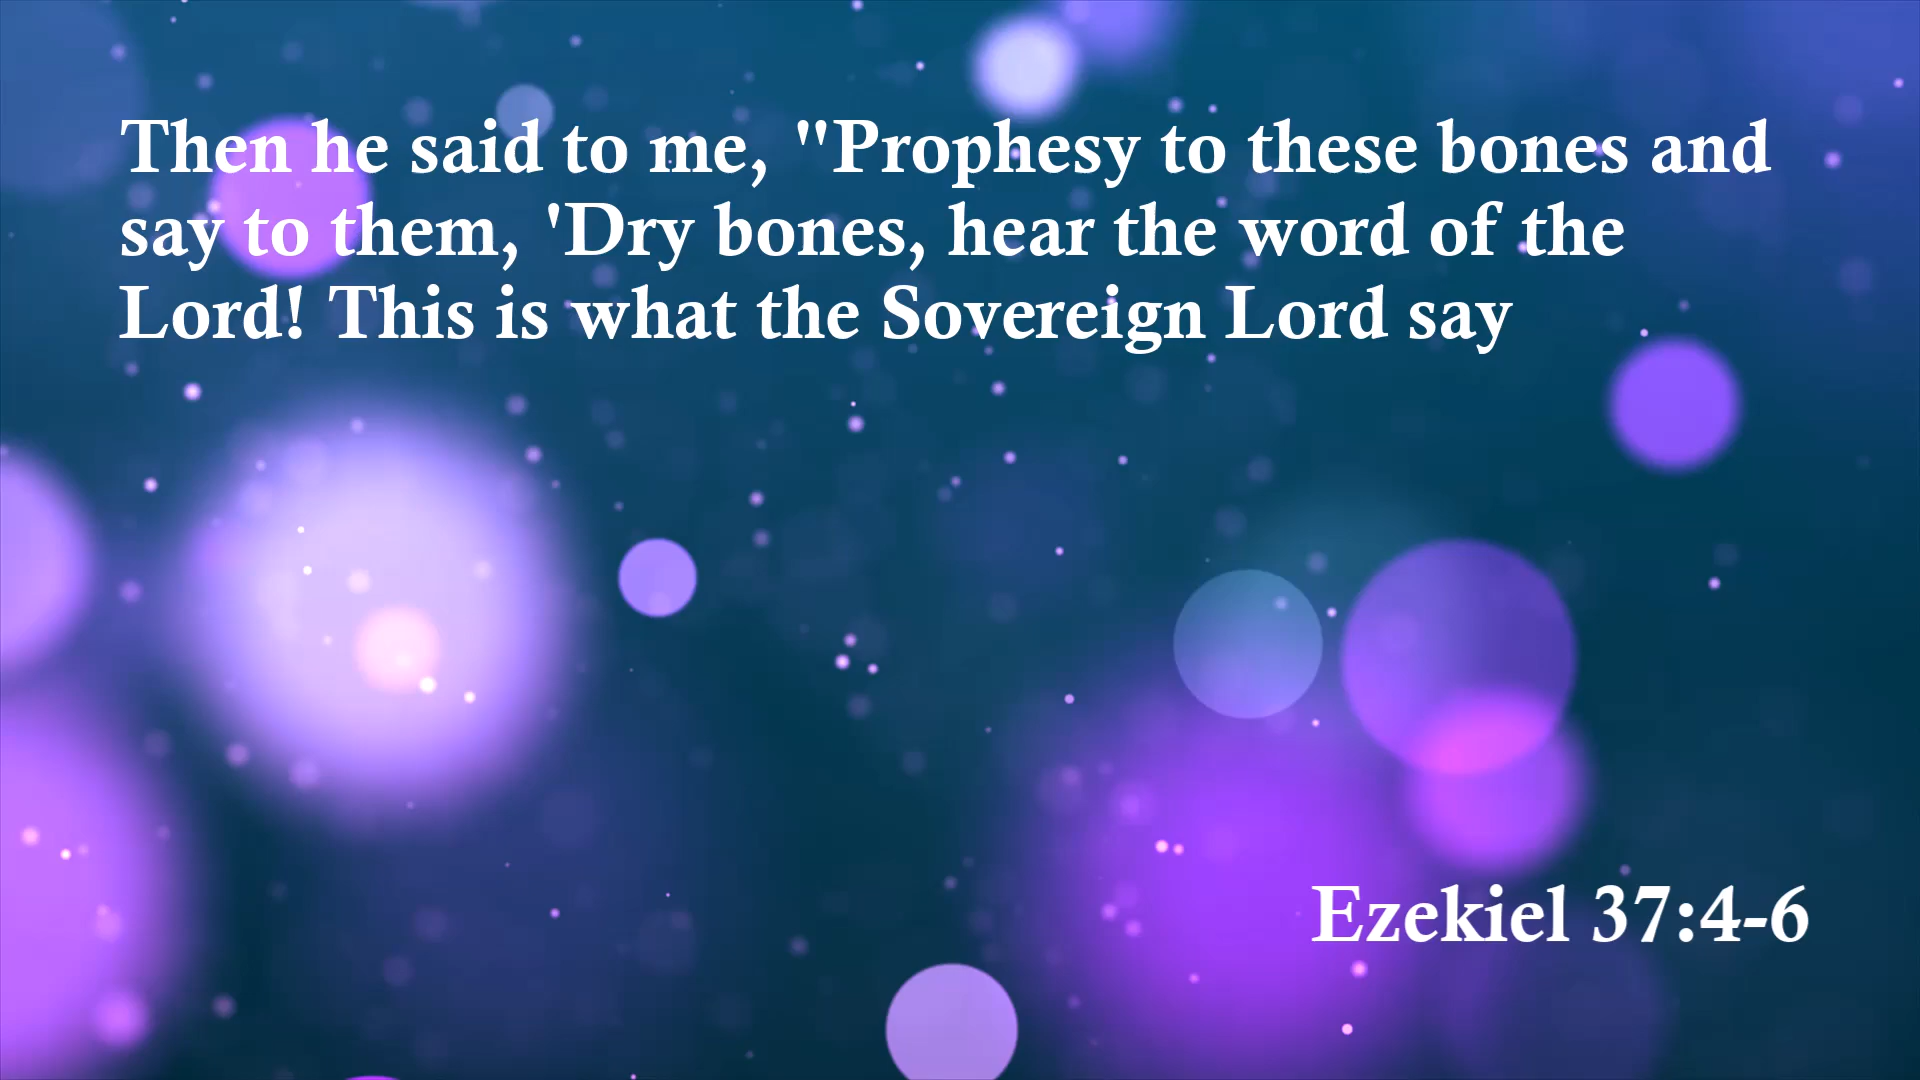 Then he said to me, "Prophesy to these bones and
say to them, 'Dry bones, hear the word of the
Lord! This is what the Sovereign Lord say
Ezekiel 37:4-6